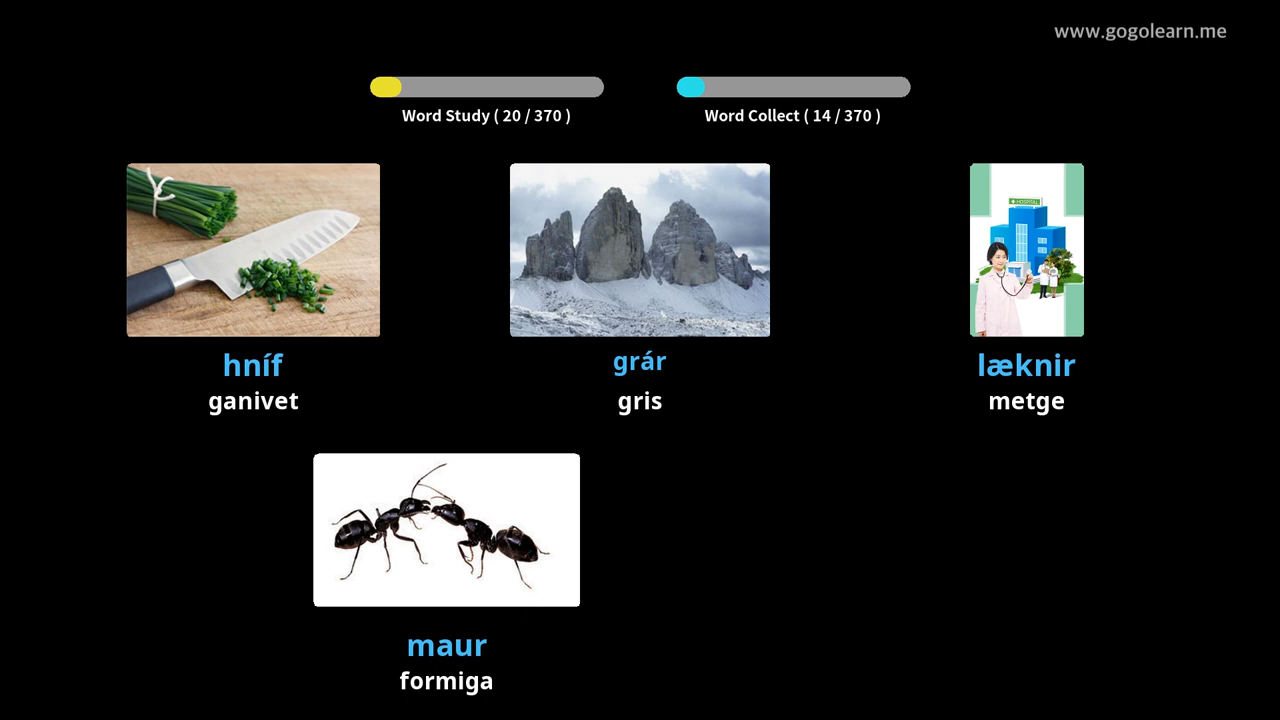 www.gogolearn.me
Word Study ( 20 / 370 )
Word Collect ( 14 / 370 )
HOSPITAL
hníf
ganivet
grár
gris
læknir
metge
maur
formiga